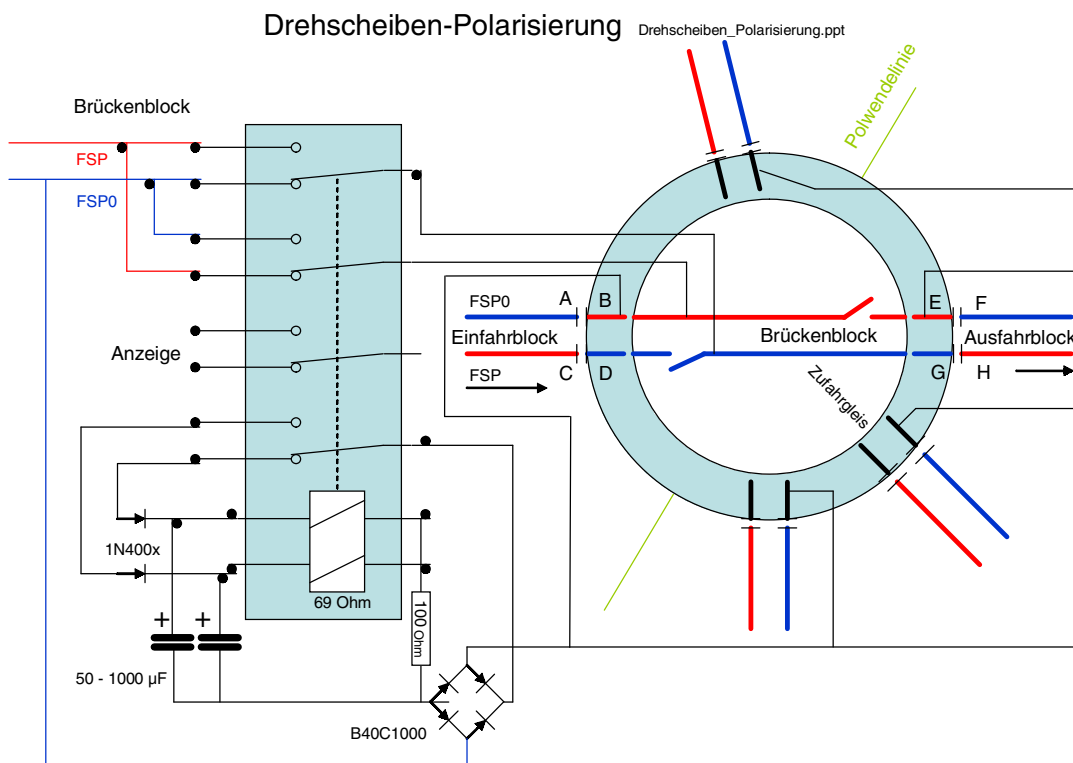 Drehscheiben-Polarisierung
Drehscheiben_Polarisierung.ppt
Brückenblock
FSP
FSP0
Polwendelinie
FSP0
A
B
E
F
Einfahrblock
Brückenblock
Ausfahrblock
FSP
C
D
G
H
Anzeige
Zufahrgleis
1N400x
69 Ohm
100 Ohm
+
+
50 - 1000 µF
B40C1000